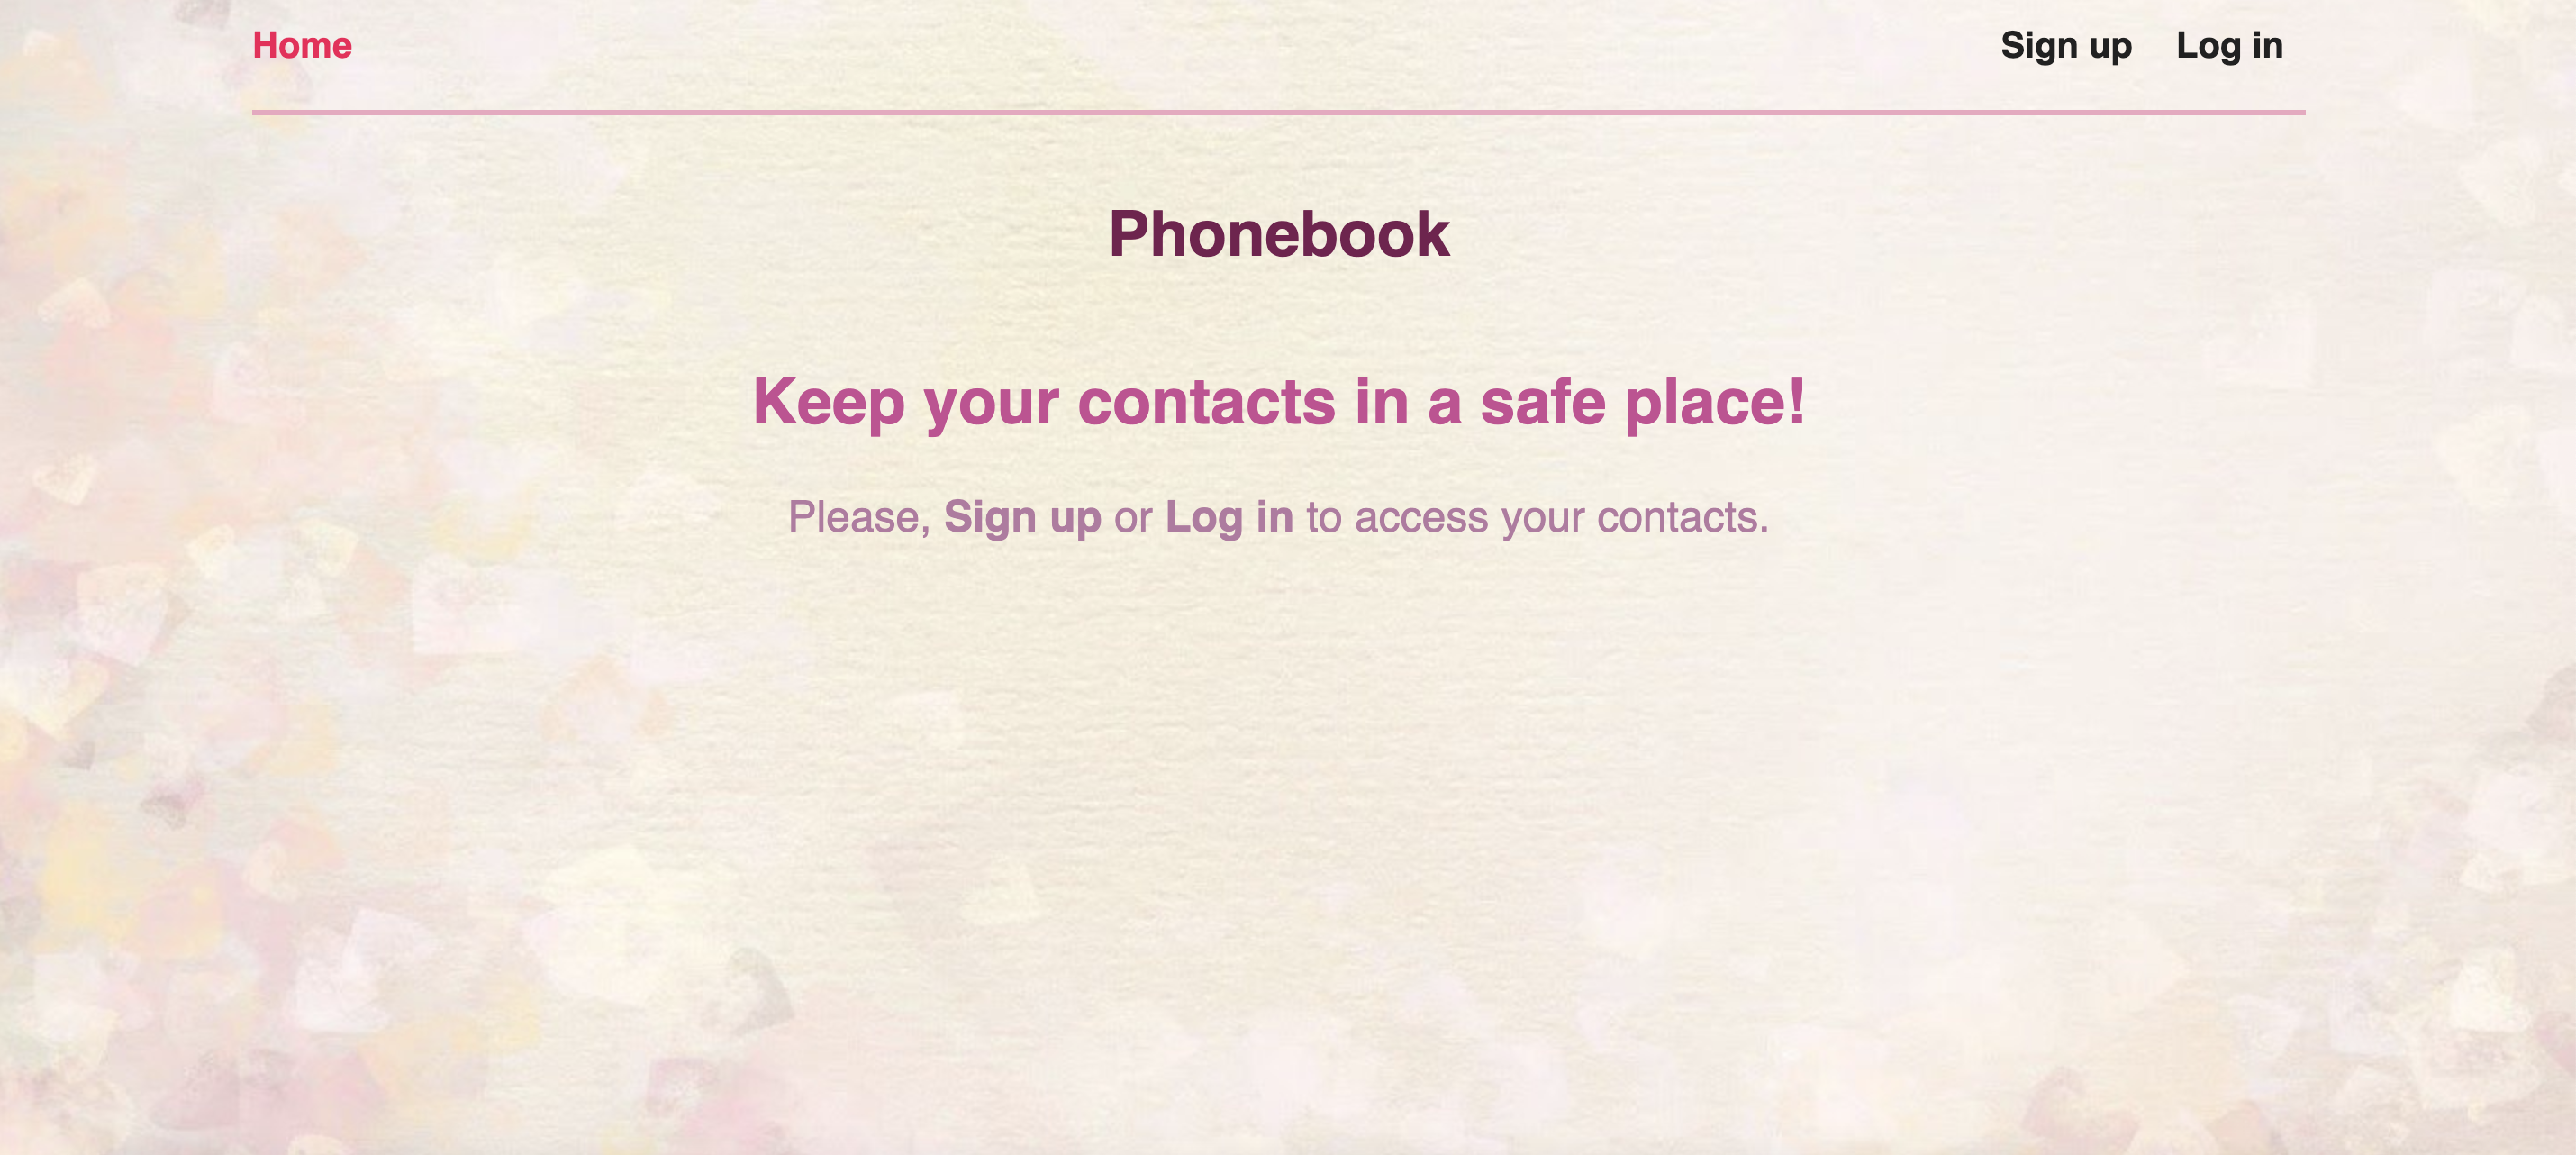 Home Sign up Log in
Phonebook
Keep your contacts in a safe place!
Please, Sign up or Log in to access your contacts.